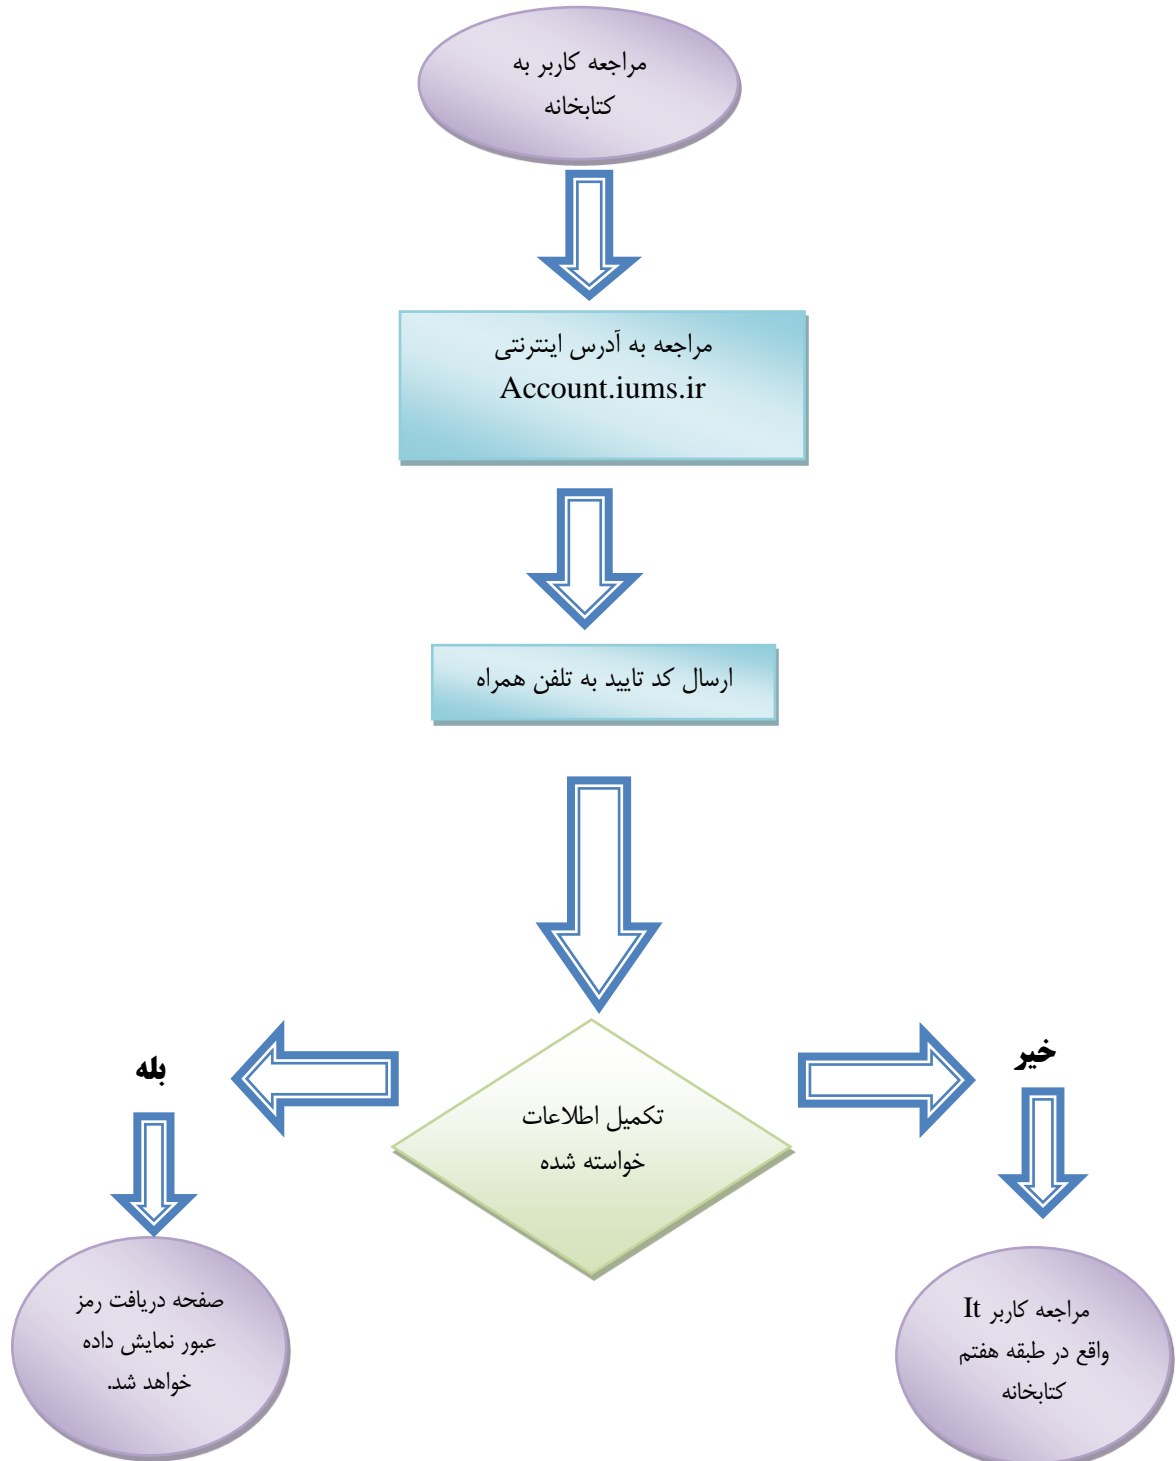 مراجعه کاربر به
کتابخانه
مراجعه به آدرس اینترنتی
Account.iums.ir
ارسال کد تایید به تلفن همراه
تکمیل اطلاعات
خواسته شده
خیر
بله
مراجعه کاربر It
واقع در طبقه هفتم
کتابخانه
صفحه دریافت رمز
عبور نمایش داده
خواهد شد.